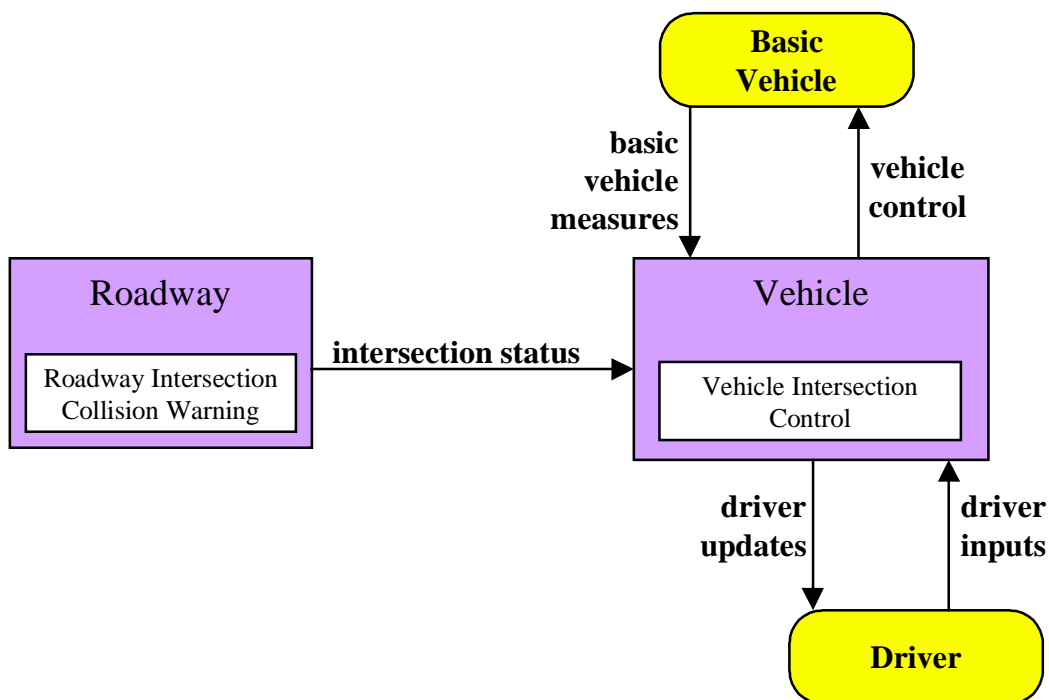 Basic
Vehicle
basic
vehicle
measures
vehicle
control
Roadway
Roadway Intersection
Collision Warning
intersection status
Vehicle
Vehicle Intersection
Control
driver
updates
driver
inputs
Driver